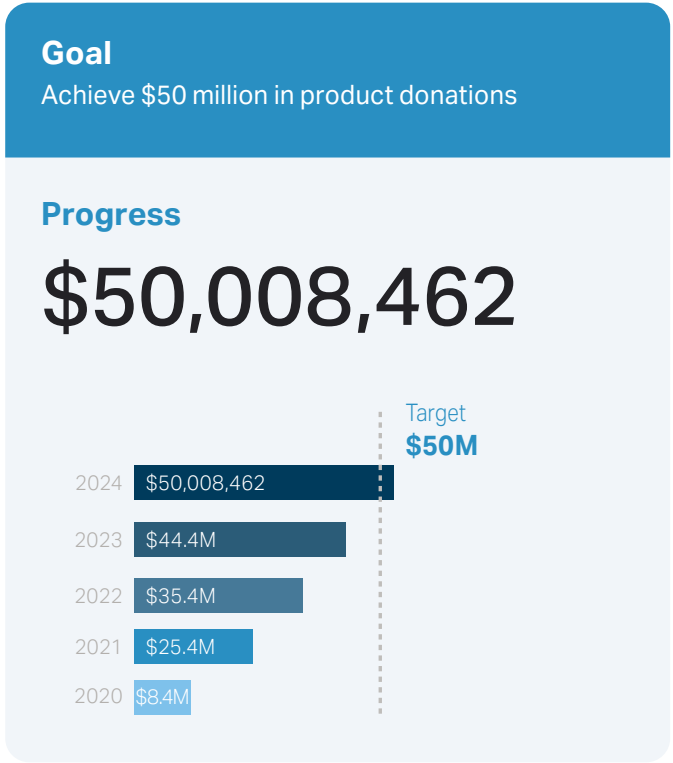 Goal
Achieve $50 million in product donations
Progress
$50,008,462
Target
$50M
2024 $50,008,462
2023 $44.4M
2022 $35.4M
2021 $25.4M
2020 $8.4M